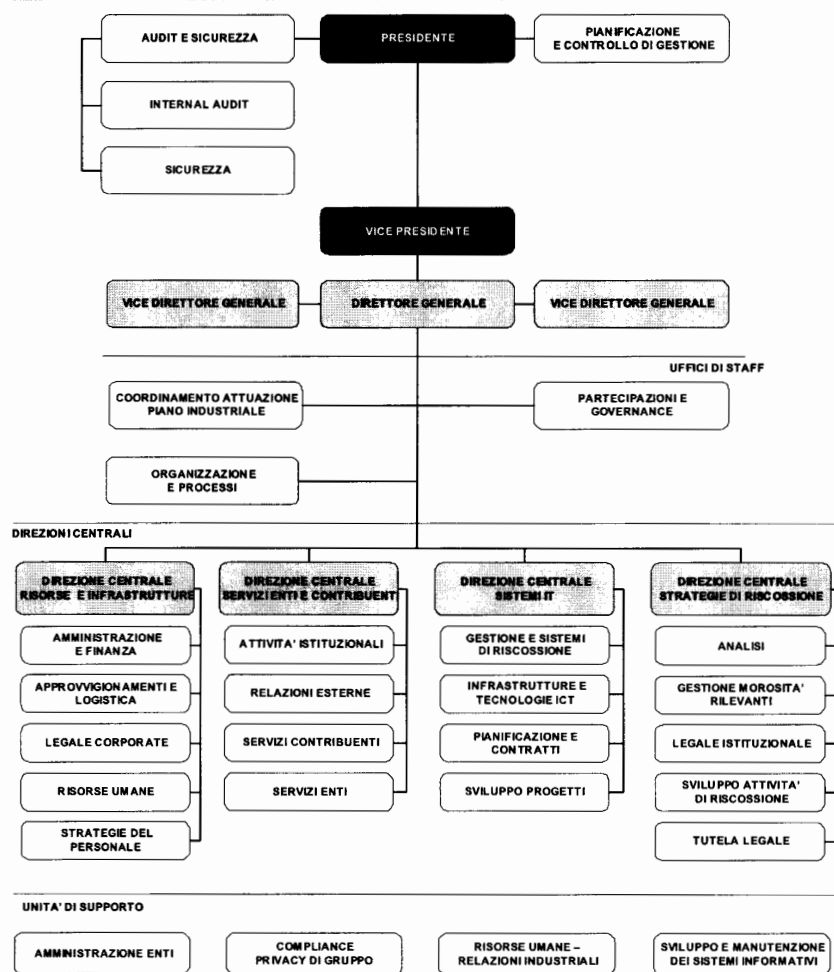 AUDIT E SICUREZZA
PRESIDENTE
PIANIFICAZIONE
E CONTROLLO DI GESTIONE
INTERNAL AUDIT
SICUREZZA
VICE PRESIDENTE
VICE DIRETTORE GENERALE
DIRETTORE GENERALE
VICE DIRETTORE GENERALE
UFFICI DI STAFF
COORDINAMENTO ATTUAZIONE
PIANO INDUSTRIALE
PARTECIPAZIONI E
GOVERNANCE
ORGANIZZAZIONE
E PROCESSI
DIREZIONI CENTRALI
DIREZIONE CENTRALE
RISORSE E INFRASTRUTTURE
AMMINISTRAZIONE
E FINANZA
APPROVVIGIONAMENTI E
LOGISTICA
LEGALE CORPORATE
RISORSE UMANE
STRATEGIE DEL
PERSONALE
DIREZIONE CENTRALE
SERVIZI ENTI E CONTRIBUENTI
ATTIVITA' ISTITUZIONALI
RELAZIONI ESTERNE
SERVIZI CONTRIBUENTI
SERVIZI ENTI
DIREZIONE CENTRALE
SISTEMI IT
GESTIONE E SISTEMI
DI RISCOSSIONE
INFRASTRUTTURE E
TECNOLOGIE ICT
PIANIFICAZIONE E
CONTRATTI
SVILUPPO PROGETTI
DIREZIONE CENTRALE
STRATEGIE DI RISCOSSIONE
ANALISI
GESTIONE MOROSITA'
RILEVANTI
LEGALE ISTITUZIONALE
SVILUPPO ATTIVITA'
DI RISCOSSIONE
TUTELA LEGALE
UNITA' DI SUPPORTO
AMMINISTRAZIONE ENTI
COMPLIANCE
PRIVACY DI GRUPPO
RISORSE UMANE –
RELAZIONI INDUSTRIALI
SVILUPPO E MANUTENZIONE
DEI SISTEMI INFORMATIVI